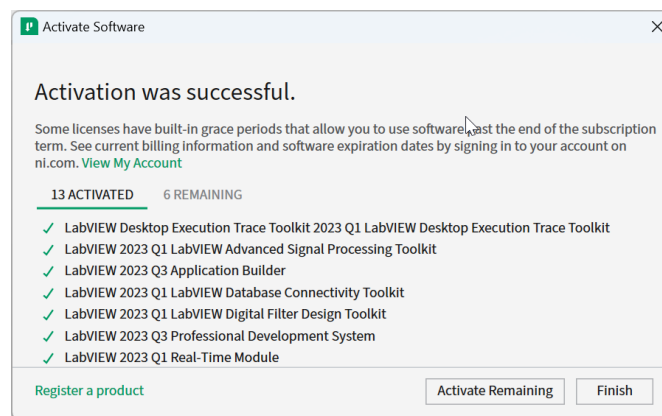 Activate Software
Activation was successful.
Some licenses have built-in grace periods that allow you to use software past the end of the subscription
term. See current billing information and software expiration dates by signing in to your account on
ni.com. View My Account
13 ACTIVATED 6 REMAINING
LabVIEW Desktop Execution Trace Toolkit 2023 Q1 LabVIEW Desktop Execution Trace Toolkit
LabVIEW 2023 Q1 LabVIEW Advanced Signal Processing Toolkit
LabVIEW 2023 Q3 Application Builder
LabVIEW 2023 Q1 LabVIEW Database Connectivity Toolkit
LabVIEW 2023 Q1 LabVIEW Digital Filter Design Toolkit
LabVIEW 2023 Q3 Professional Development System
LabVIEW 2023 Q1 Real-Time Module
Register a product Activate Remaining Finish